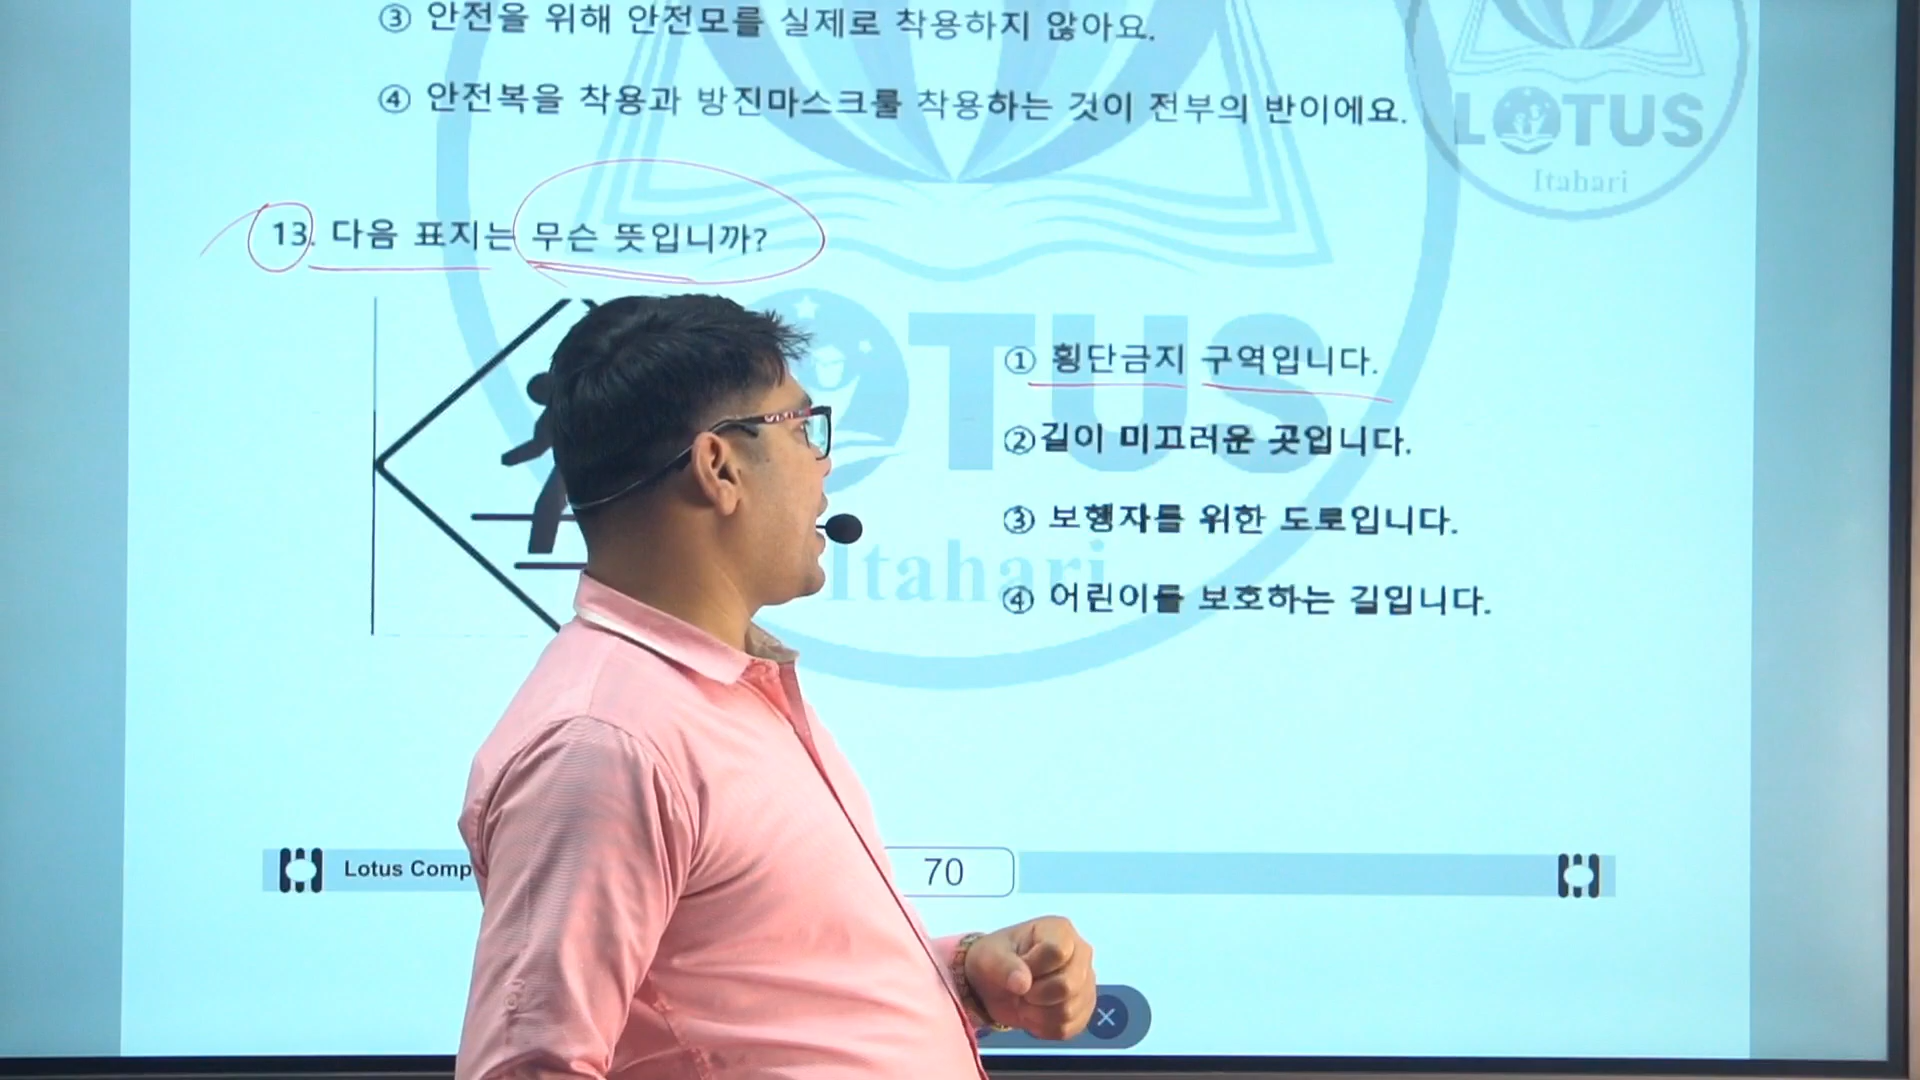 ③ 안전을 위해 안전모를 실제로 착용하지 않아요.
④ 안전복을 착용과 방진마스크를 착용하는 것이 전부의 반이에요.
LOTUS
Itahari
13. 다음 표지는 무슨 뜻입니까?
TUS
① 횡단금지 구역입니다.
②길이 미끄러운 곳입니다.
③ 보행자를 위한 도로입니다.
Itahari
④ 어린이를 보호하는 길입니다.
Lotus Comp
70